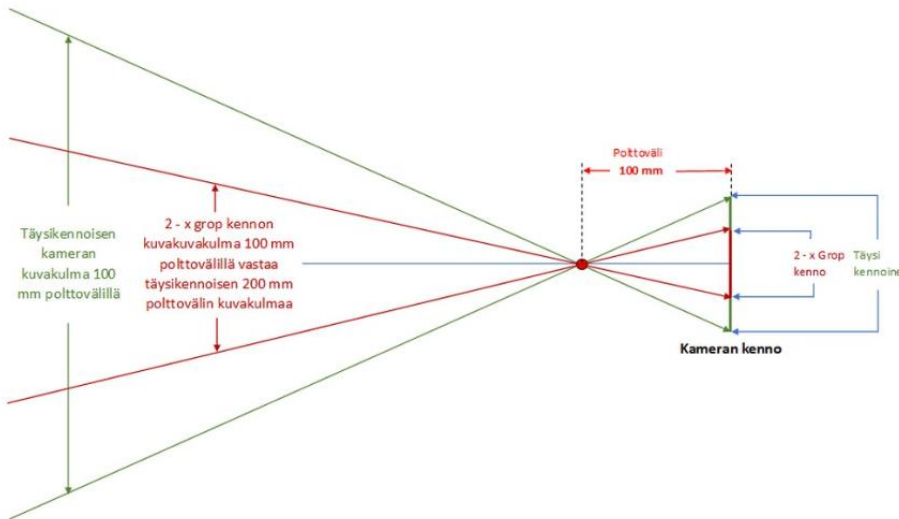 Täysikennoisen
kameran
kuvakulma 100
mm polttovälillä
2 - x grop kennon
kuvakuvakulma 100 mm
polttovälillä vastaa
täysikennoisen 200 mm
polttovälin kuvakulmaa
Polttoväli
100 mm
2 - x Grop
kenno
Täysi
kennoine
Kameran kenno